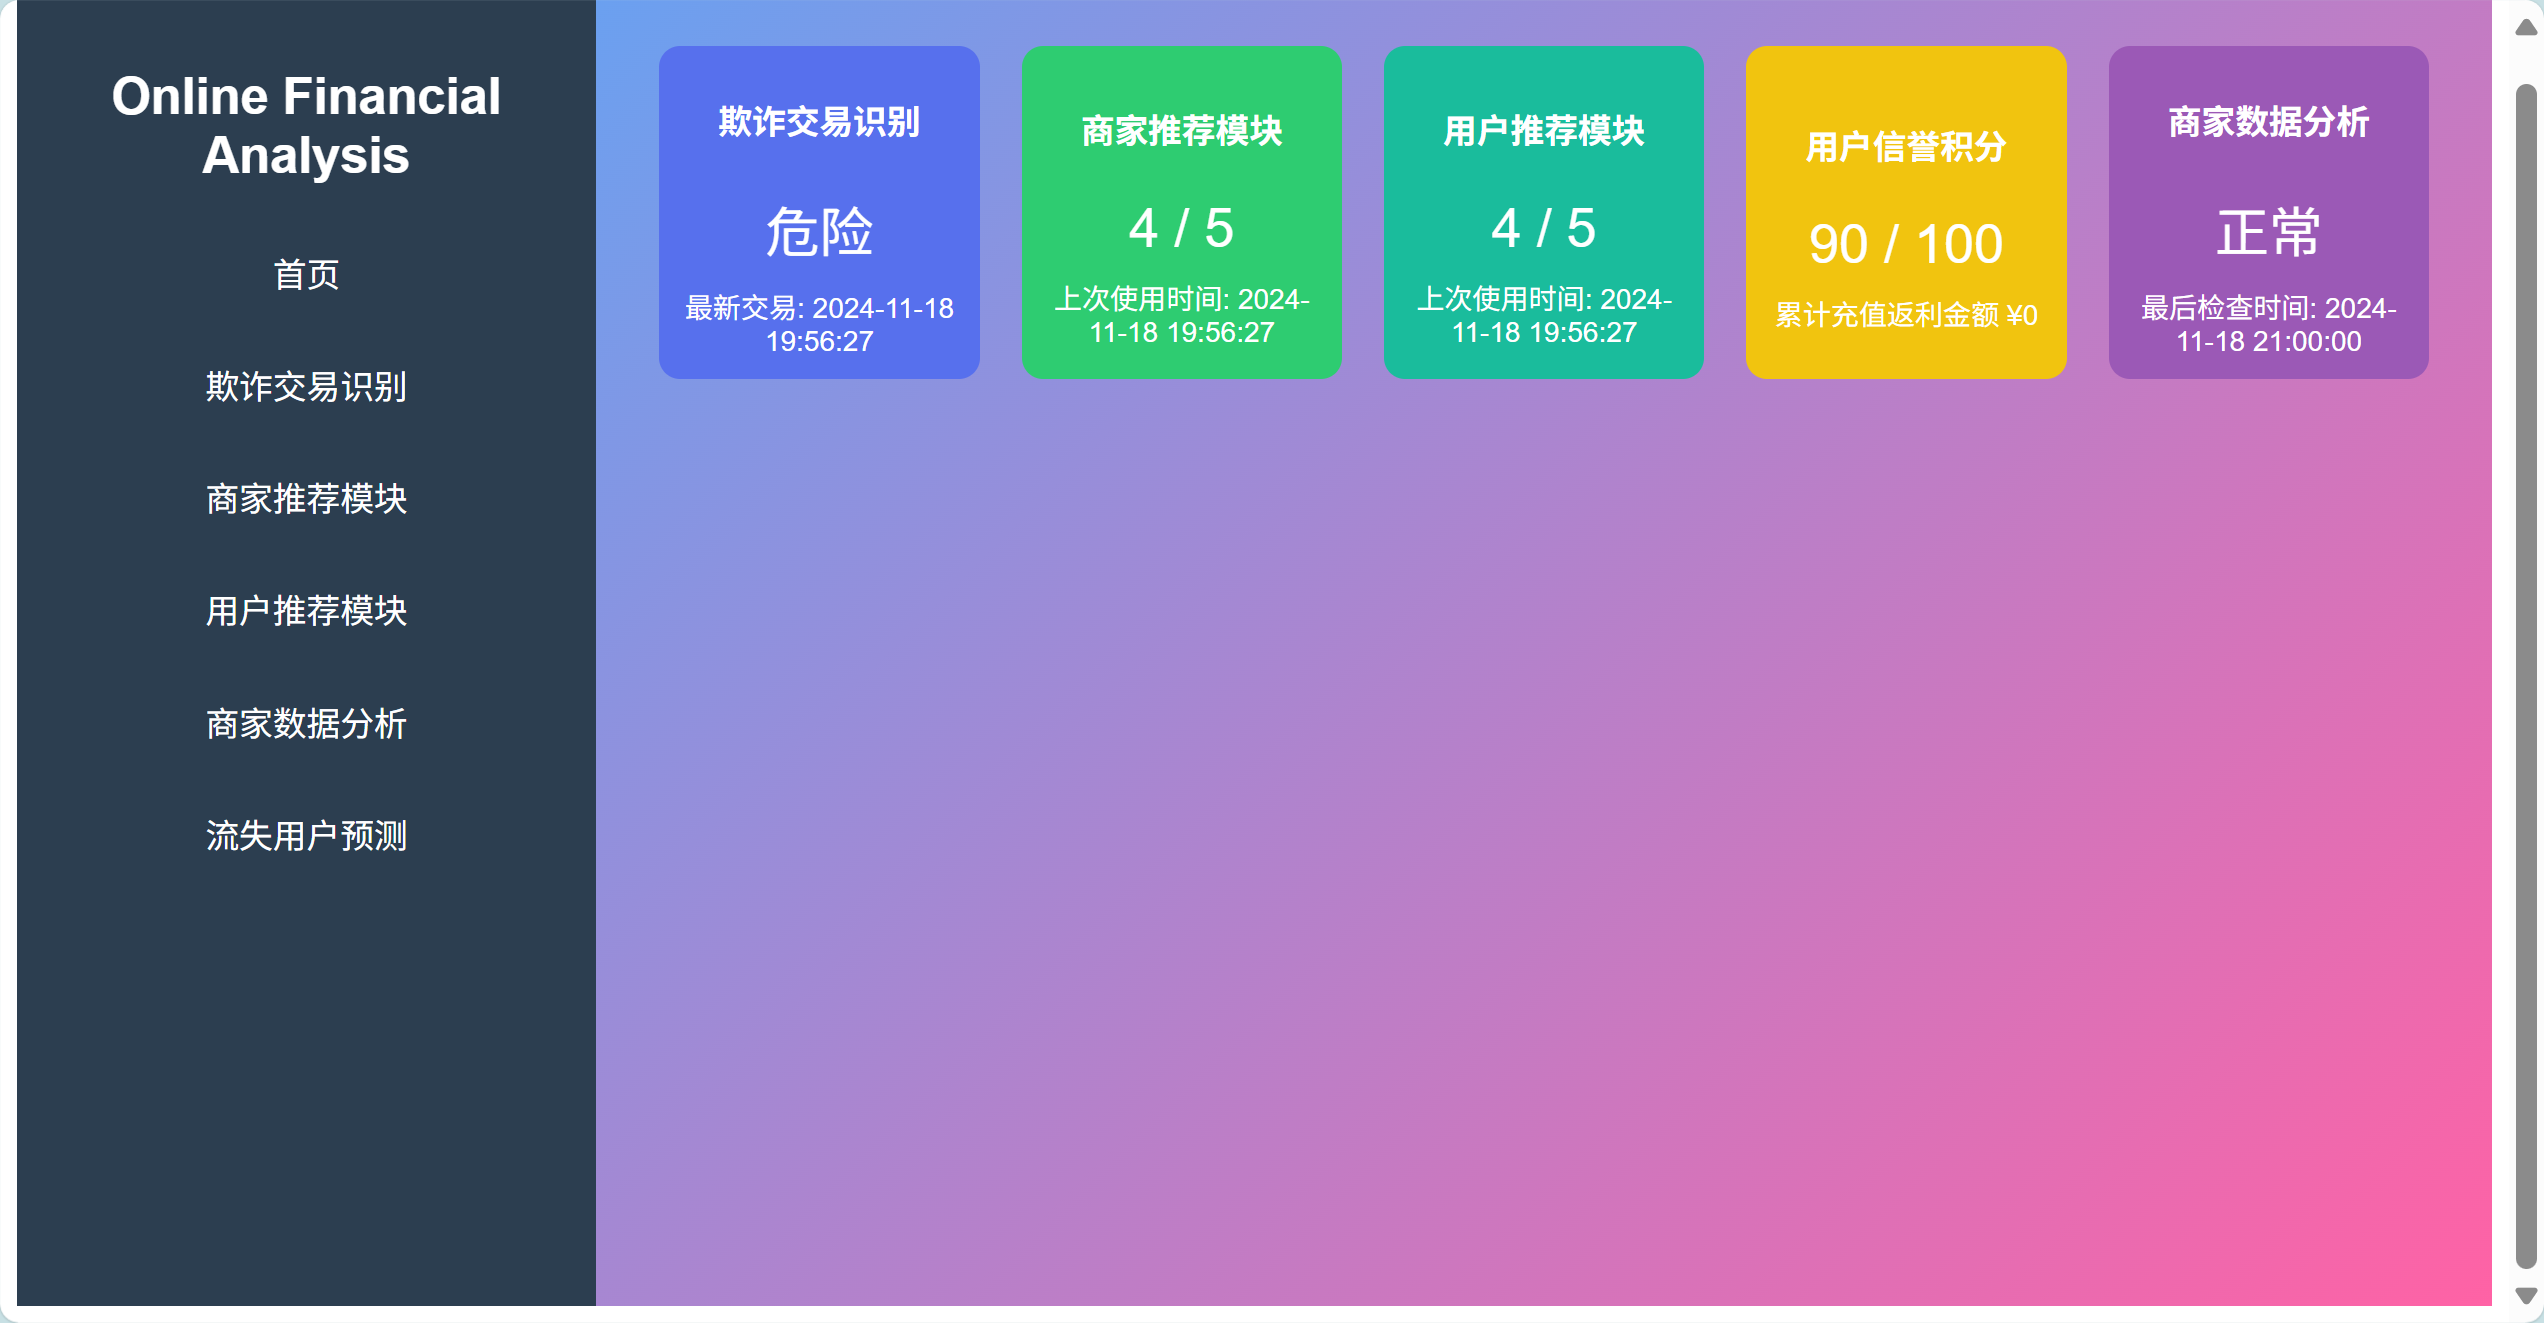 Online Financial
Analysis
首页
欺诈交易识别
商家推荐模块
用户推荐模块
商家数据分析
流失用户预测
欺诈交易识别
危险
最新交易: 2024-11-18
19:56:27
商家推荐模块
4 / 5
上次使用时间: 2024-
11-18 19:56:27
用户推荐模块
4 / 5
上次使用时间: 2024-
11-18 19:56:27
用户信誉积分
90 / 100
累计充值返利金额 ¥0
商家数据分析
正常
最后检查时间: 2024-
11-18 21:00:00